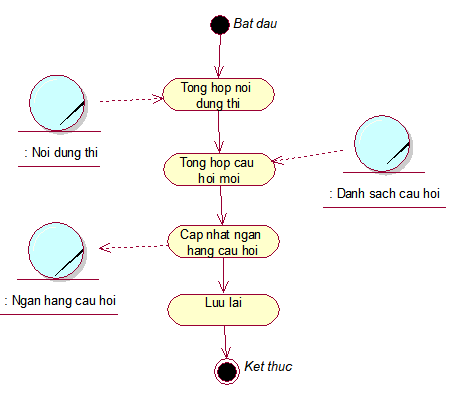 Bat dau
Tong hop noi
dung thi
: Noi dung thi
Tong hop cau
hoi moi
: Danh sach cau hoi
Cap nhat ngan
hang cau hoi
: Ngan hang cau hoi
Luu lai
Ket thuc